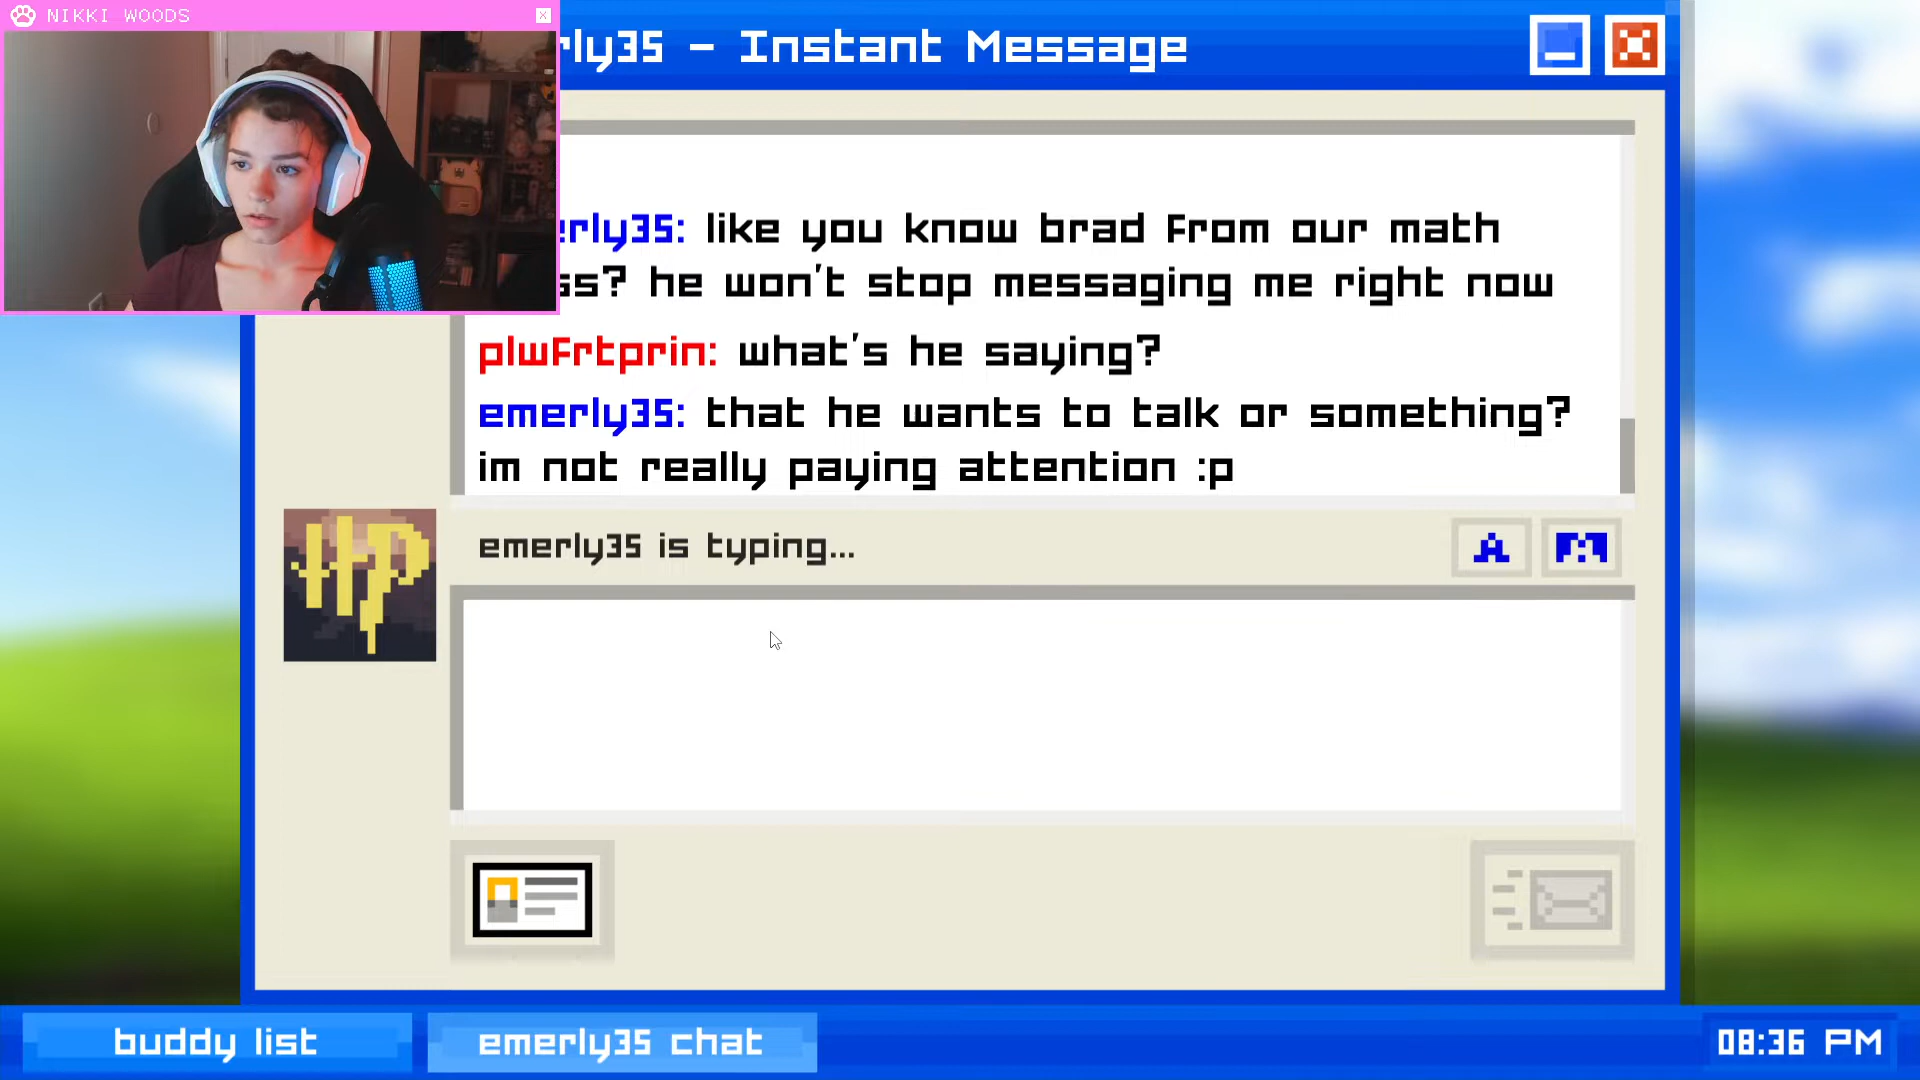 NIKKI WOODS
rly35 - Instant Message
erly35: like you know brad from our math
ss? he won't stop messaging me right now
plwfrtprin: what's he saying?
emerly35: that he wants to talk or something?
im not really paying attention :p
HP
emerly35 is typing...
A
buddy list
emerly35 chat
08:36 PM